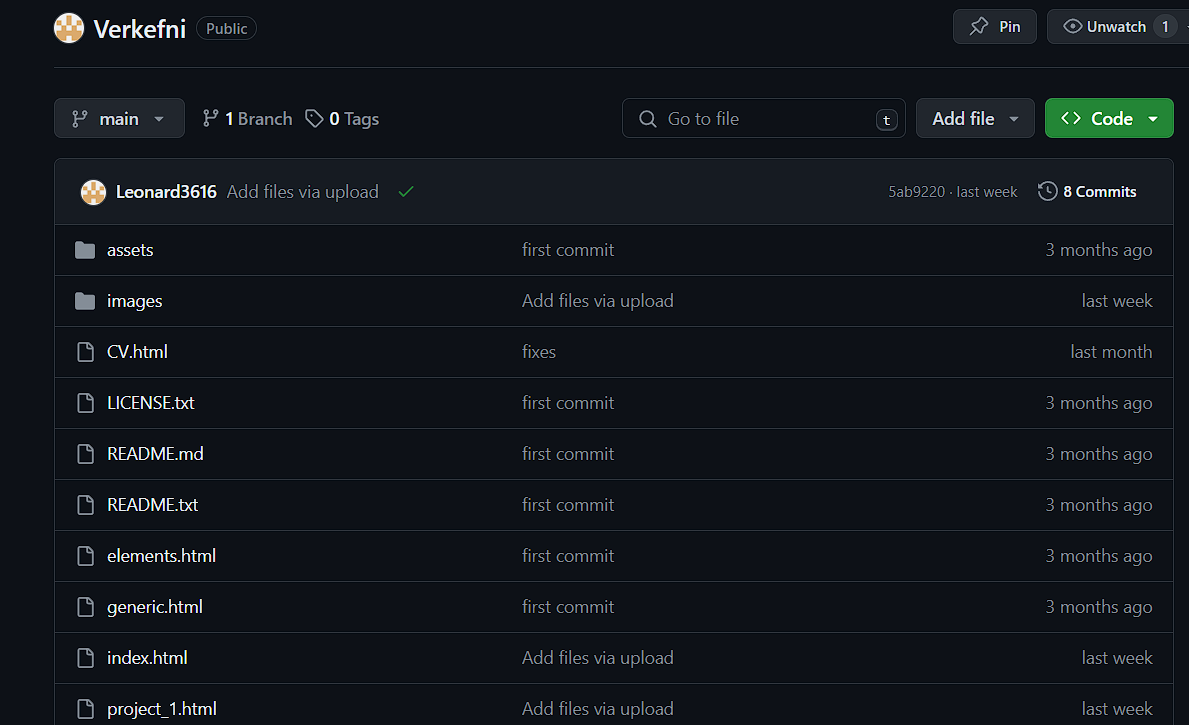 Verkefni Public Pin Unwatch 1
main 1 Branch 0 Tags Go to file t Add file Code
Leonard3616 Add files via upload 5ab9220 · last week 8 Commits
assets first commit 3 months ago
images Add files via upload last week
CV.html fixes last month
LICENSE.txt first commit 3 months ago
README.md first commit 3 months ago
README.txt first commit 3 months ago
elements.html first commit 3 months ago
generic.html first commit 3 months ago
index.html Add files via upload last week
project_1.html Add files via upload last week